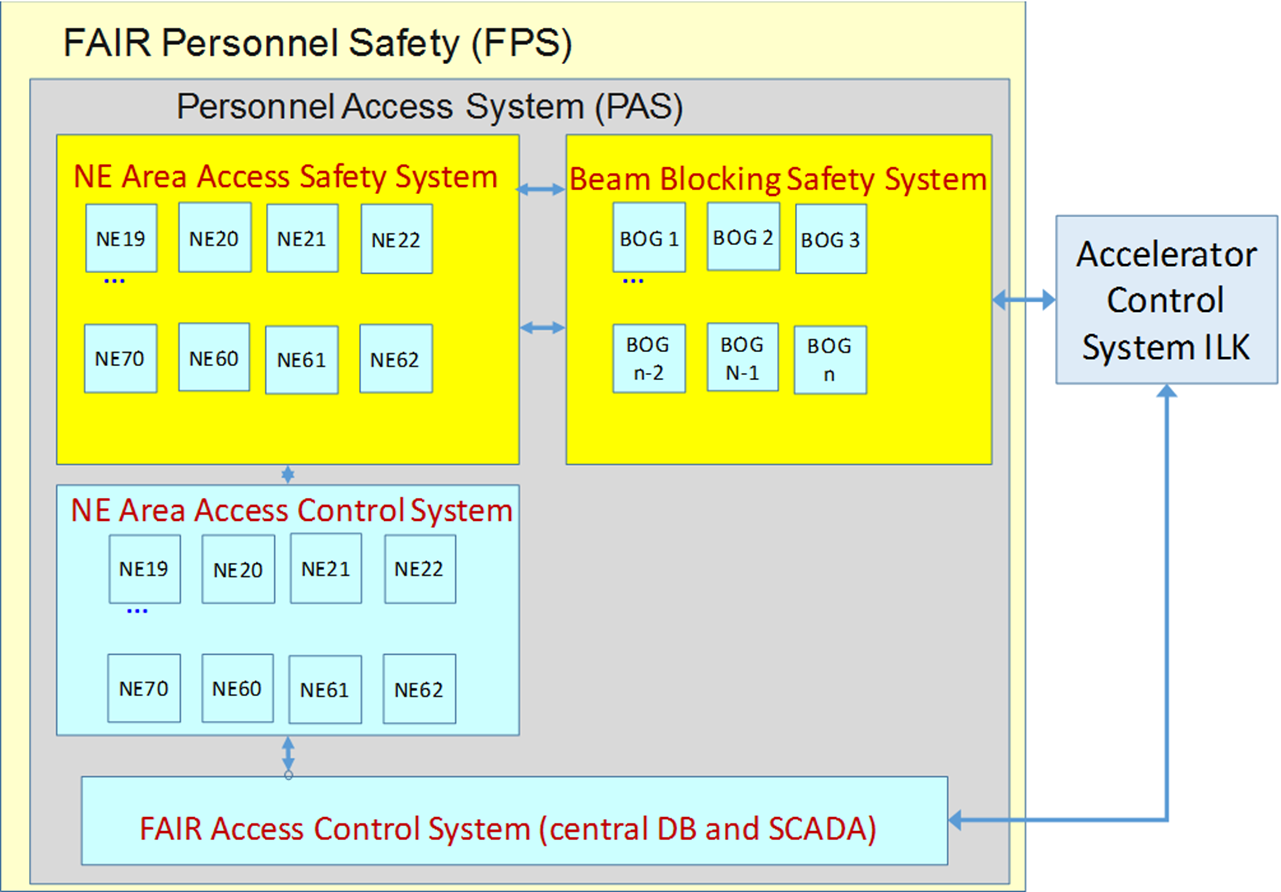 FAIR Personnel Safety (FPS)
Personnel Access System (PAS)
NE Area Access Safety System
NE19 NE20 NE21 NE22
...
NE70 NE60 NE61 NE62
Beam Blocking Safety System
BOG 1 BOG 2 BOG 3
...
BOG
n-2
BOG
N-1
BOG
n
Accelerator
Control
System ILK
NE Area Access Control System
NE19 NE20 NE21 NE22
...
NE70 NE60 NE61 NE62
FAIR Access Control System (central DB and SCADA)